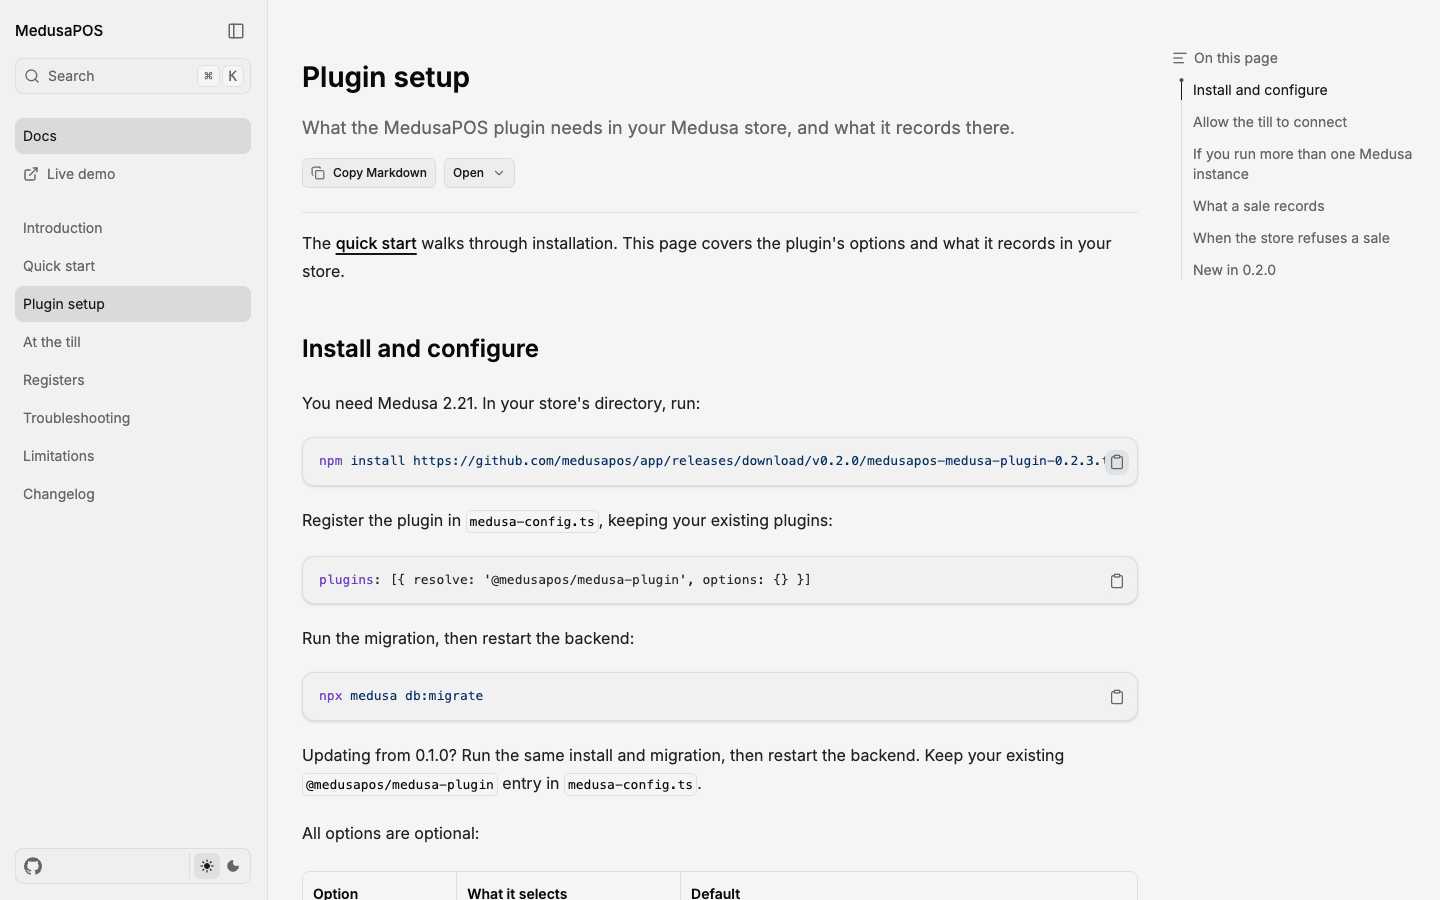 MedusaPOS
Search
⌘ K
Docs
Live demo
Introduction
Quick start
Plugin setup
At the till
Registers
Troubleshooting
Limitations
Changelog
Plugin setup
What the MedusaPOS plugin needs in your Medusa store, and what it records there.
Copy Markdown
Open
The quick start walks through installation. This page covers the plugin's options and what it records in your
store.
Install and configure
You need Medusa 2.21. In your store's directory, run:
npm install https://github.com/medusapos/app/releases/download/v0.2.0/medusapos-medusa-plugin-0.2.3.
Register the plugin in medusa-config.ts, keeping your existing plugins:
plugins: [{ resolve: '@medusapos/medusa-plugin', options: {} }]
Run the migration, then restart the backend:
npx medusa db:migrate
Updating from 0.1.0? Run the same install and migration, then restart the backend. Keep your existing
@medusapos/medusa-plugin entry in medusa-config.ts.
All options are optional:
Option
What it selects
Default
On this page
Install and configure
Allow the till to connect
If you run more than one Medusa
instance
What a sale records
When the store refuses a sale
New in 0.2.0